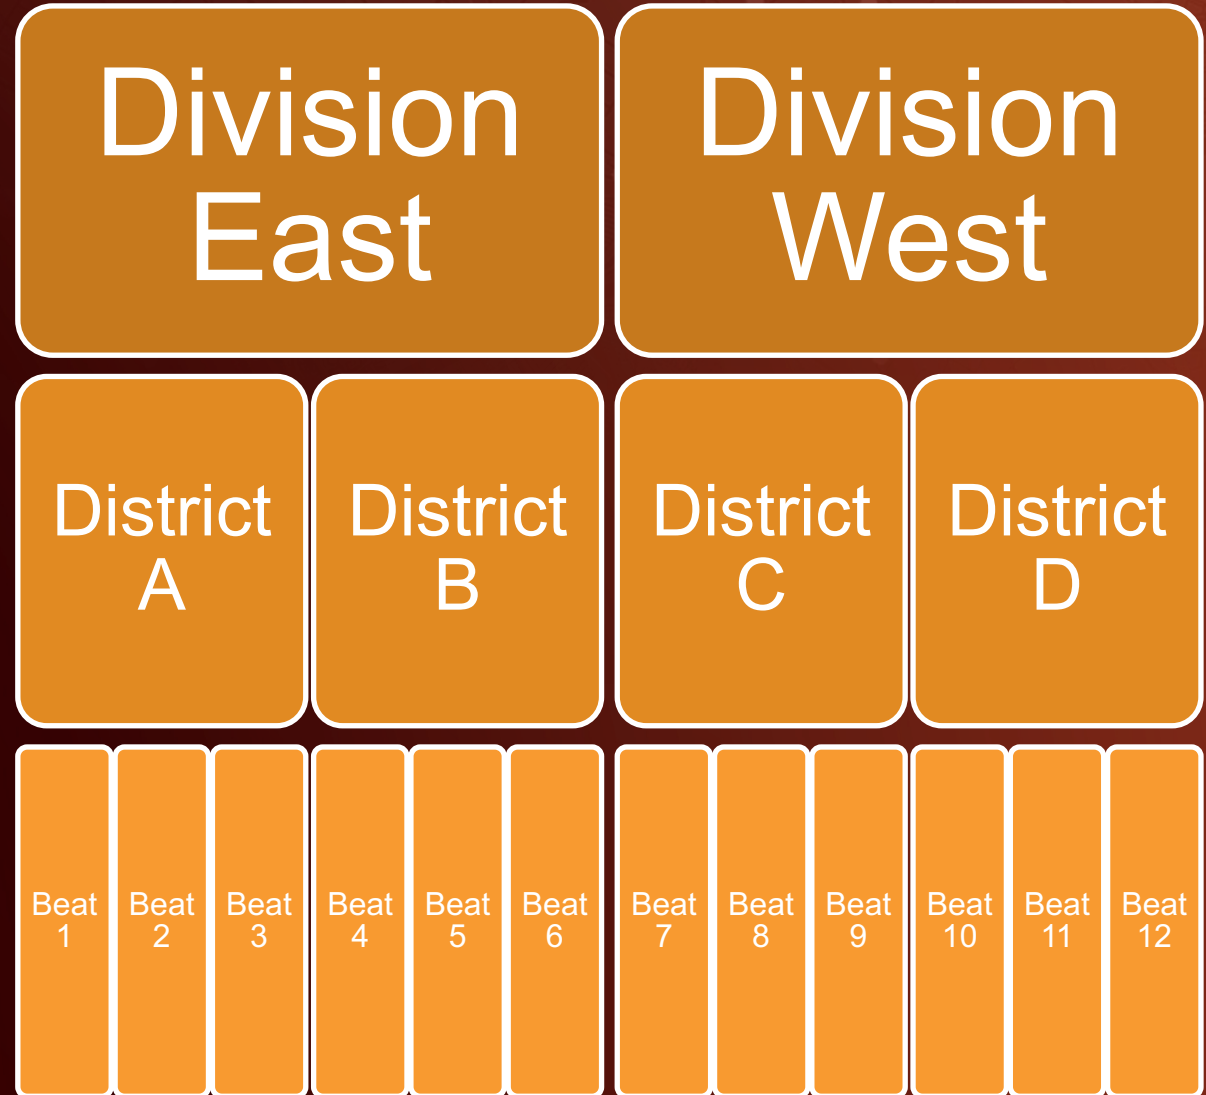 Division
East
Division
West
District
A
District
B
District
C
District
D
Beat
1
Beat
2
Beat
3
Beat
4
Beat
5
Beat
6
Beat
7
Beat
8
Beat
9
Beat
10
Beat
11
Beat
12